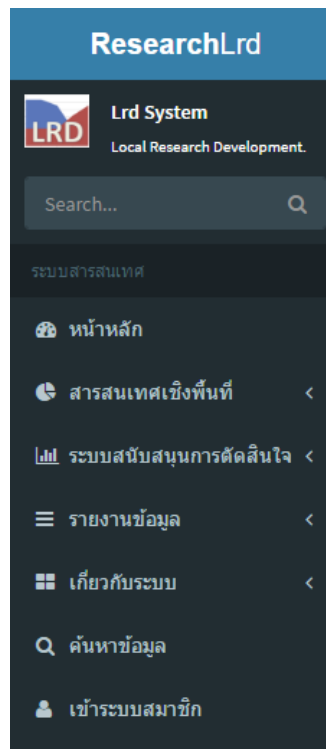 ResearchLrd
LRD
Lrd System
Local Research Development.
Search...
ระบบสารสนเทศ
หน้าหลัก
สารสนเทศเชิงพื้นที่
ระบบสนับสนุนการตัดสินใจ
รายงานข้อมูล
เกี่ยวกับระบบ
ค้นหาข้อมูล
เข้าระบบสมาชิก